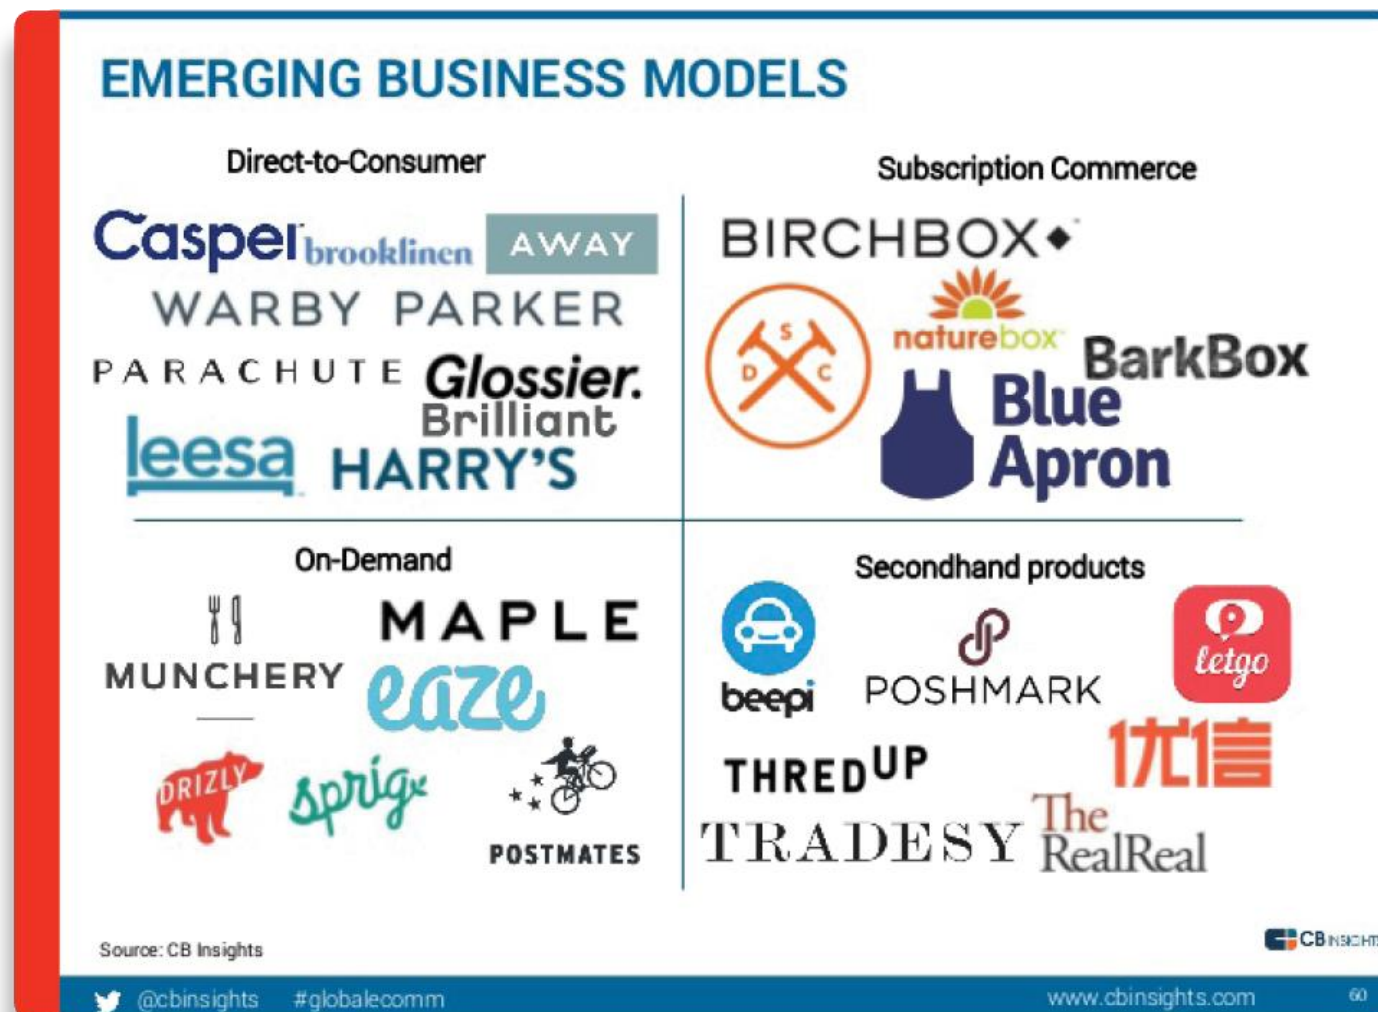 EMERGING BUSINESS MODELS
Direct-to-Consumer
Casper brooklinen AWAY
WARBY PARKER
PARACHUTE Glossier.
Brilliant
leesa HARRY'S
Subscription Commerce
BIRCHBOX
D S C
naturebox
BarkBox
Blue
Apron
On-Demand
MUNCHERY
MAPLE
eaze
DRIZLY
sprig
POSTMATES
Secondhand products
beepi
POSHMARK
letgo
THREDUP
优信
TRADESY
The
RealReal
Source: CB Insights
CBINSIGHTS
@cbinsights #globalecomm www.cbinsights.com 60